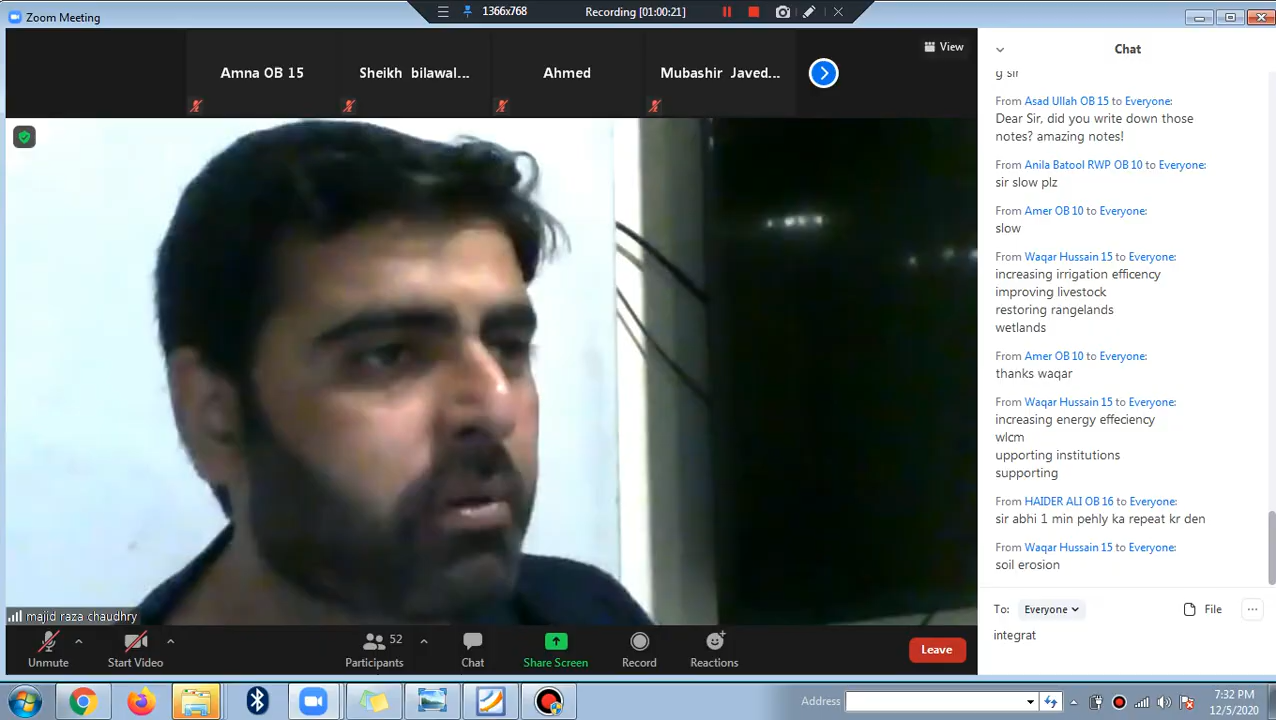 Zoom Meeting
1366x768
Recording [01:00:21]
Amna OB 15
Sheikh bilawal...
Ahmed
Mubashir Javed...
View
majid raza chaudhry
Unmute
Start Video
52
Participants
Chat
Share Screen
Record
Reactions
Leave
Chat
g sir
From Asad Ullah OB 15 to Everyone:
Dear Sir, did you write down those
notes? amazing notes!
From Anila Batool RWP OB 10 to Everyone:
sir slow plz
From Amer OB 10 to Everyone:
slow
From Waqar Hussain 15 to Everyone:
increasing irrigation efficency
improving livestock
restoring rangelands
wetlands
From Amer OB 10 to Everyone:
thanks waqar
From Waqar Hussain 15 to Everyone:
increasing energy effeciency
wlcm
upporting institutions
supporting
From HAIDER ALI OB 16 to Everyone:
sir abhi 1 min pehly ka repeat kr den
From Waqar Hussain 15 to Everyone:
soil erosion
To: Everyone
File
integrat
Address
7:32 PM
12/5/2020